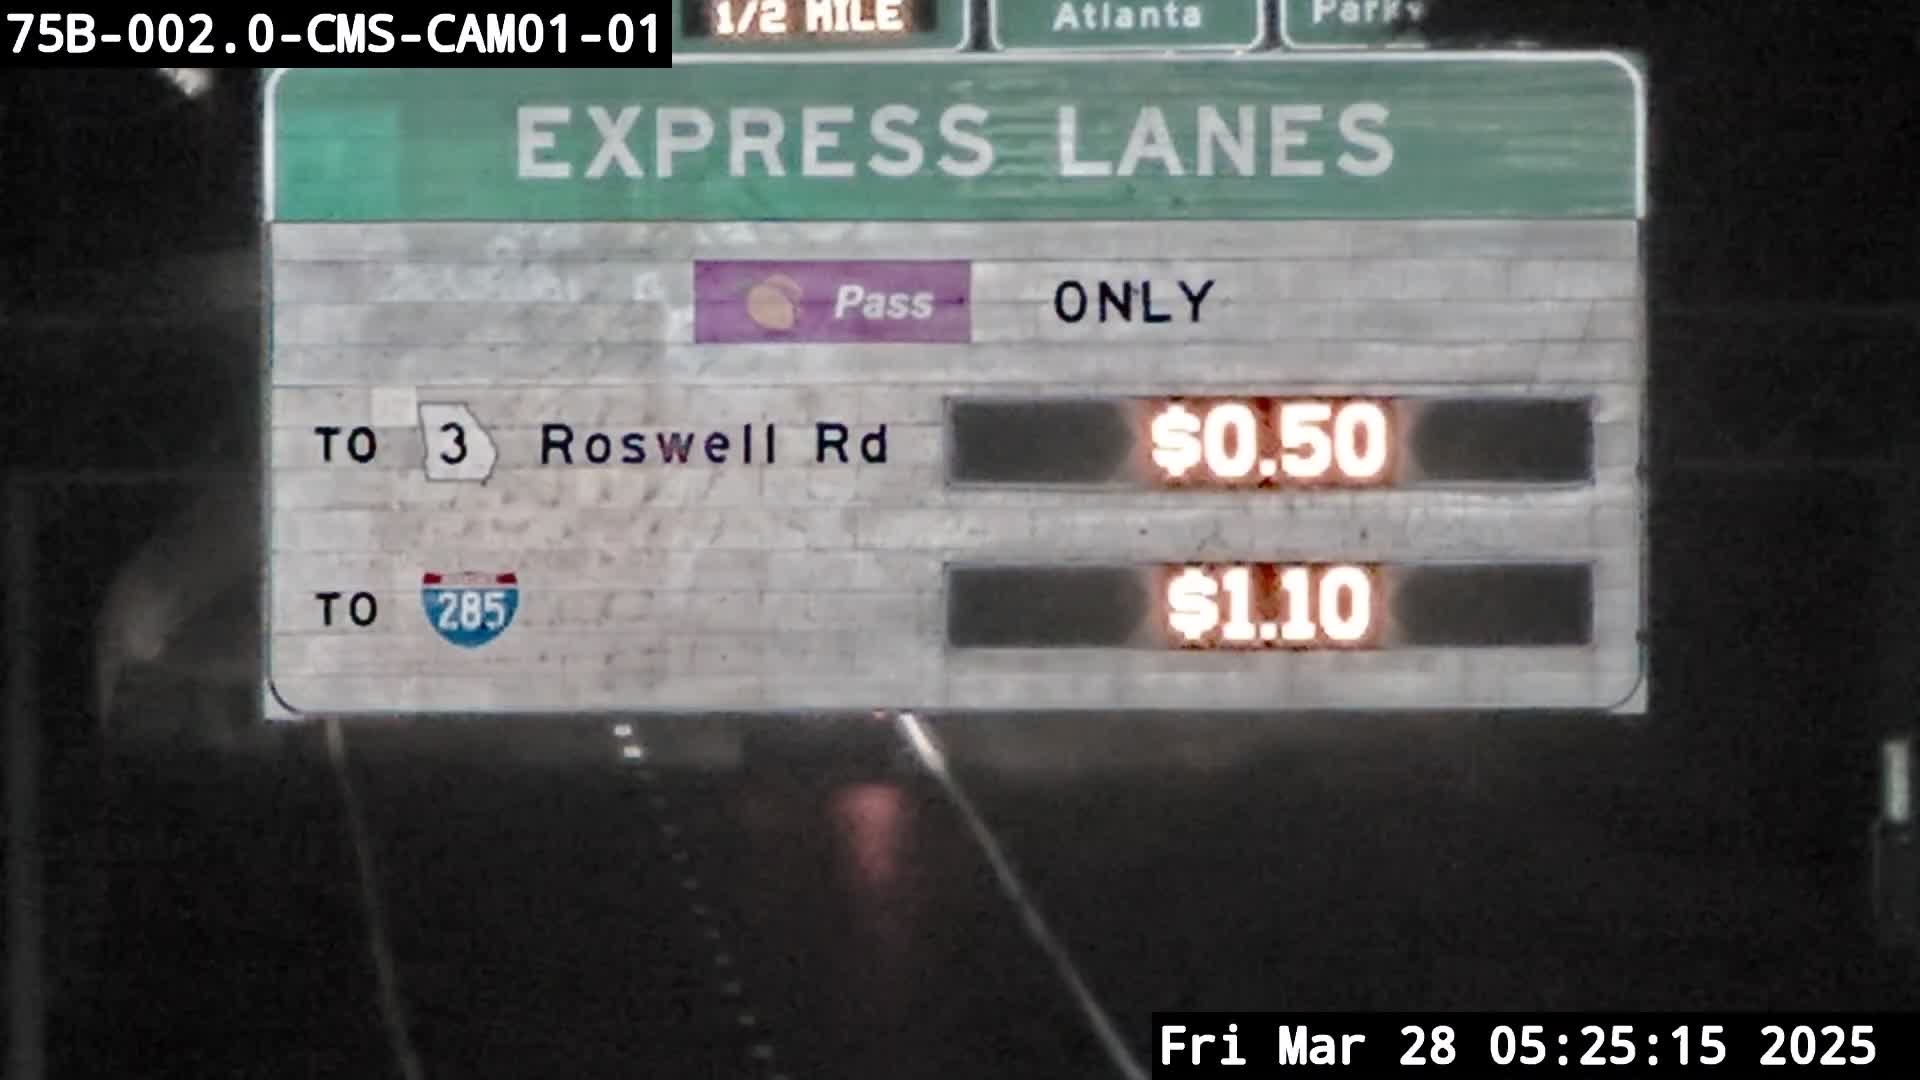 75B-002.0-CMS-CAM01-01
1/2 MILE
Atlanta
EXPRESS LANES
Pass ONLY
TO 3 Roswell Rd $0.50
TO 285 $1.10
Fri Mar 28 05:25:15 2025